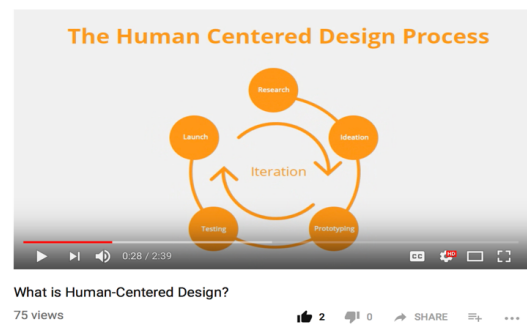 The Human Centered Design Process
Research
Launch
Ideation
Iteration
Testing
Prototyping
0:28 / 2:39
CC
HD
What is Human-Centered Design?
75 views
2
0
SHARE